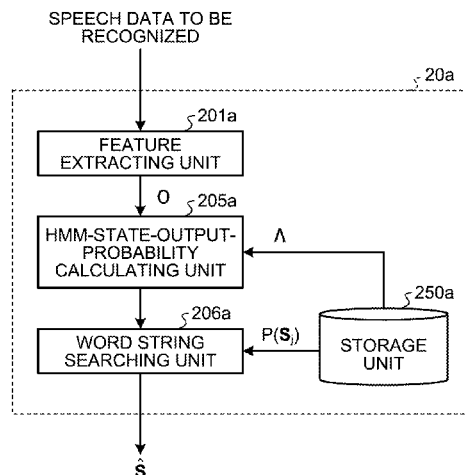 SPEECH DATA TO BE
RECOGNIZED
20a
201a
FEATURE
EXTRACTING UNIT
O
205a
HMM-STATE-OUTPUT-
PROBABILITY
CALCULATING UNIT
Λ
206a
250a
WORD STRING
SEARCHING UNIT
P(Sⱼ)
STORAGE
UNIT
Ŝ